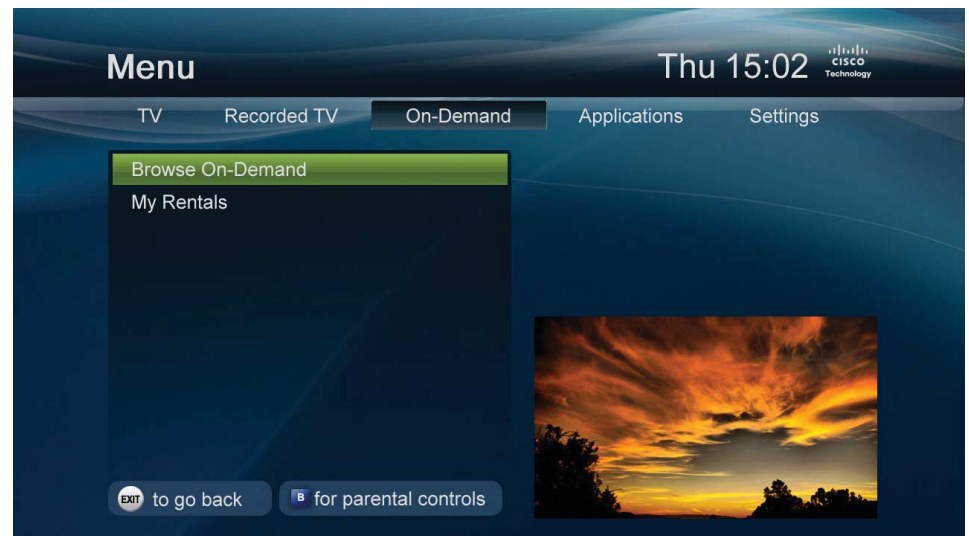 Menu
Thu 15:02
CISCO
Technology
TV Recorded TV On-Demand Applications Settings
Browse On-Demand
My Rentals
EXIT to go back B for parental controls